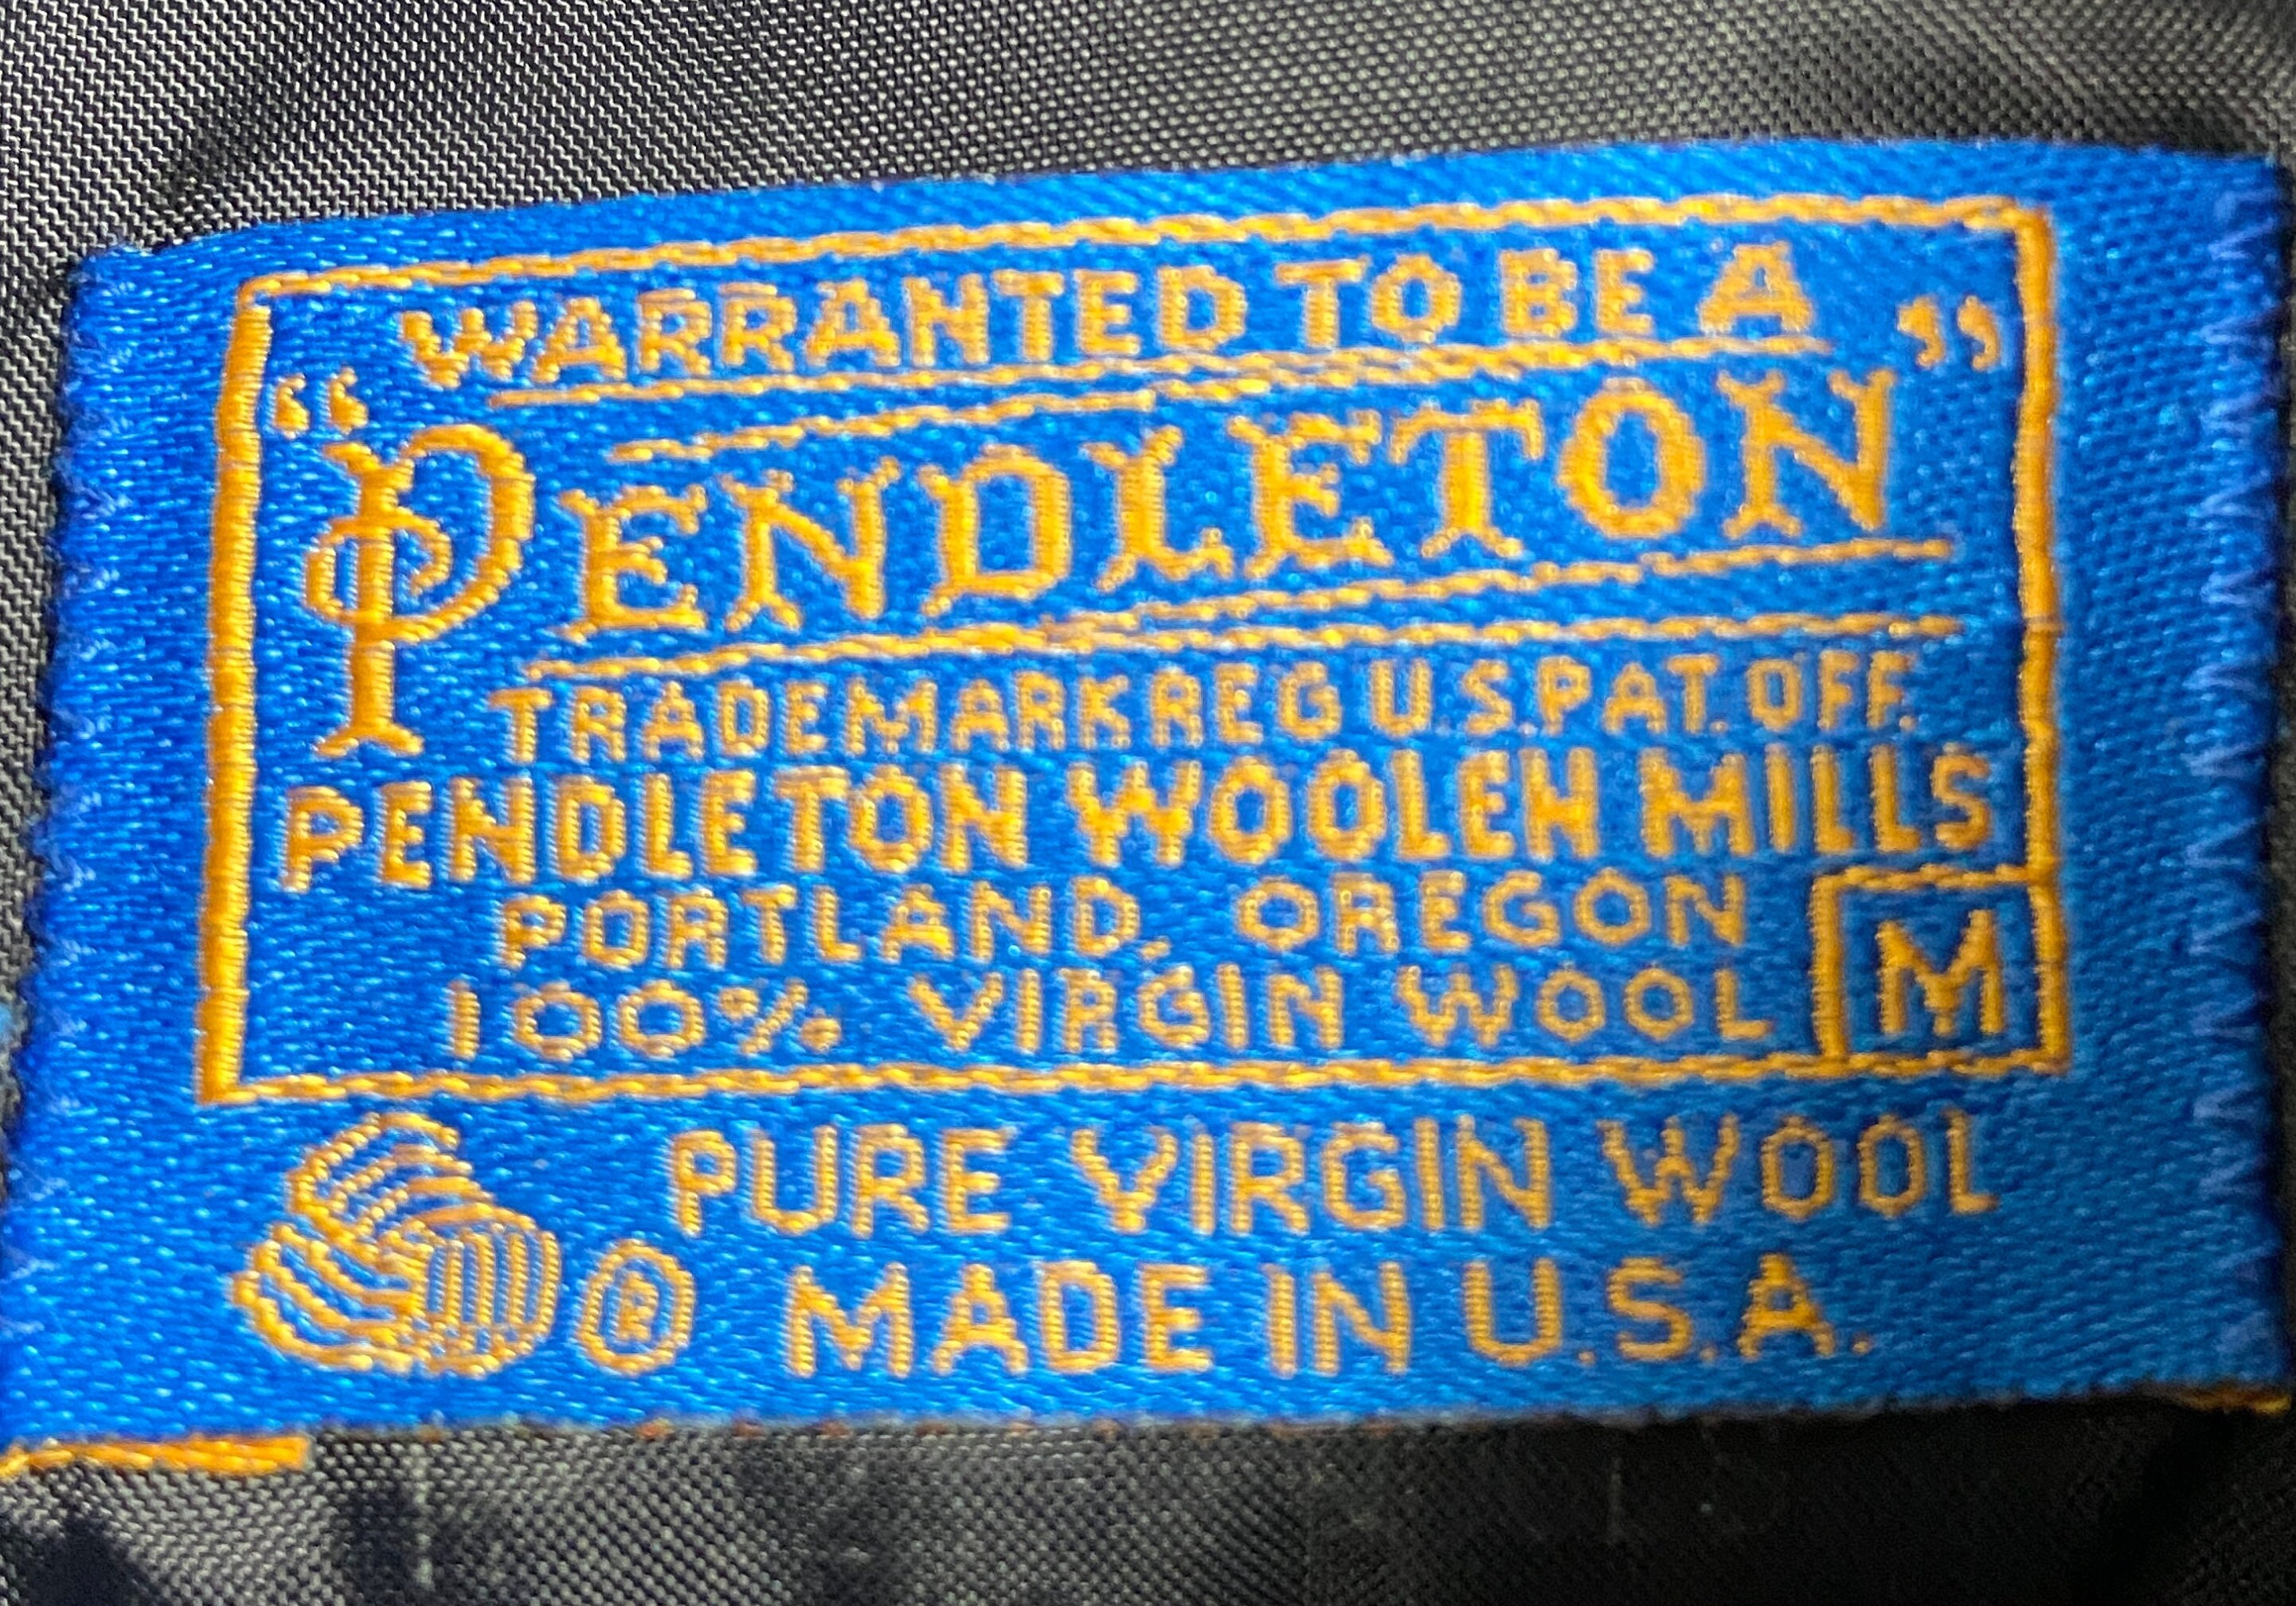 WARRANTED TO BE A
“PENDLETON”
TRADEMARK REG U.S.PAT. OFF.
PENDLETON WOOLEN MILLS
PORTLAND, OREGON
100% VIRGIN WOOL M
PURE VIRGIN WOOL
® MADE IN U.S.A.